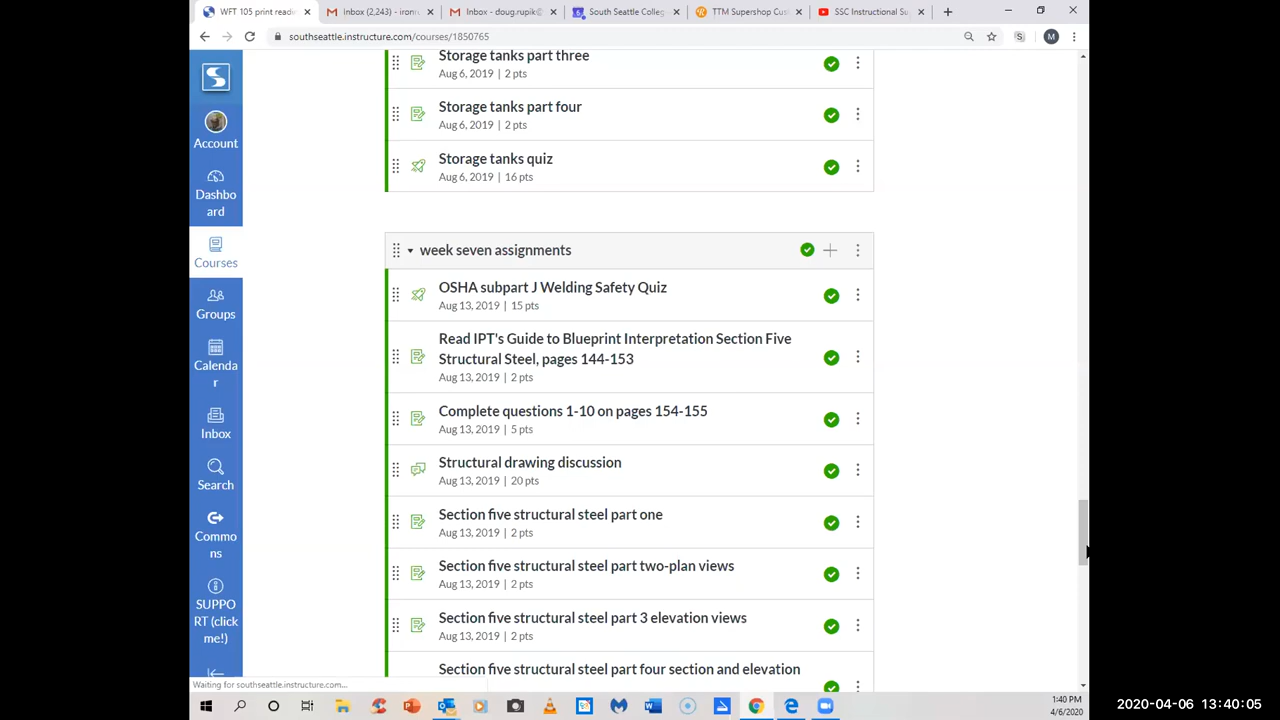 WFT 105 print readi
Inbox (2,243) - ironr
Inbox - doug.rupik@
South Seattle Colleg
TTM Supershop Cus
SSC Instructional Su
southseattle.instructure.com/courses/1850765
M
Account
Dashbo
ard
Courses
Groups
Calenda
r
Inbox
Search
Commo
ns
SUPPO
RT (click
me!)
Storage tanks part three
Aug 6, 2019 | 2 pts
Storage tanks part four
Aug 6, 2019 | 2 pts
Storage tanks quiz
Aug 6, 2019 | 16 pts
week seven assignments
OSHA subpart J Welding Safety Quiz
Aug 13, 2019 | 15 pts
Read IPT's Guide to Blueprint Interpretation Section Five
Structural Steel, pages 144-153
Aug 13, 2019 | 2 pts
Complete questions 1-10 on pages 154-155
Aug 13, 2019 | 5 pts
Structural drawing discussion
Aug 13, 2019 | 20 pts
Section five structural steel part one
Aug 13, 2019 | 2 pts
Section five structural steel part two-plan views
Aug 13, 2019 | 2 pts
Section five structural steel part 3 elevation views
Aug 13, 2019 | 2 pts
Section five structural steel part four section and elevation
Waiting for southseattle.instructure.com...
1:40 PM
4/6/2020
2020-04-06 13:40:05